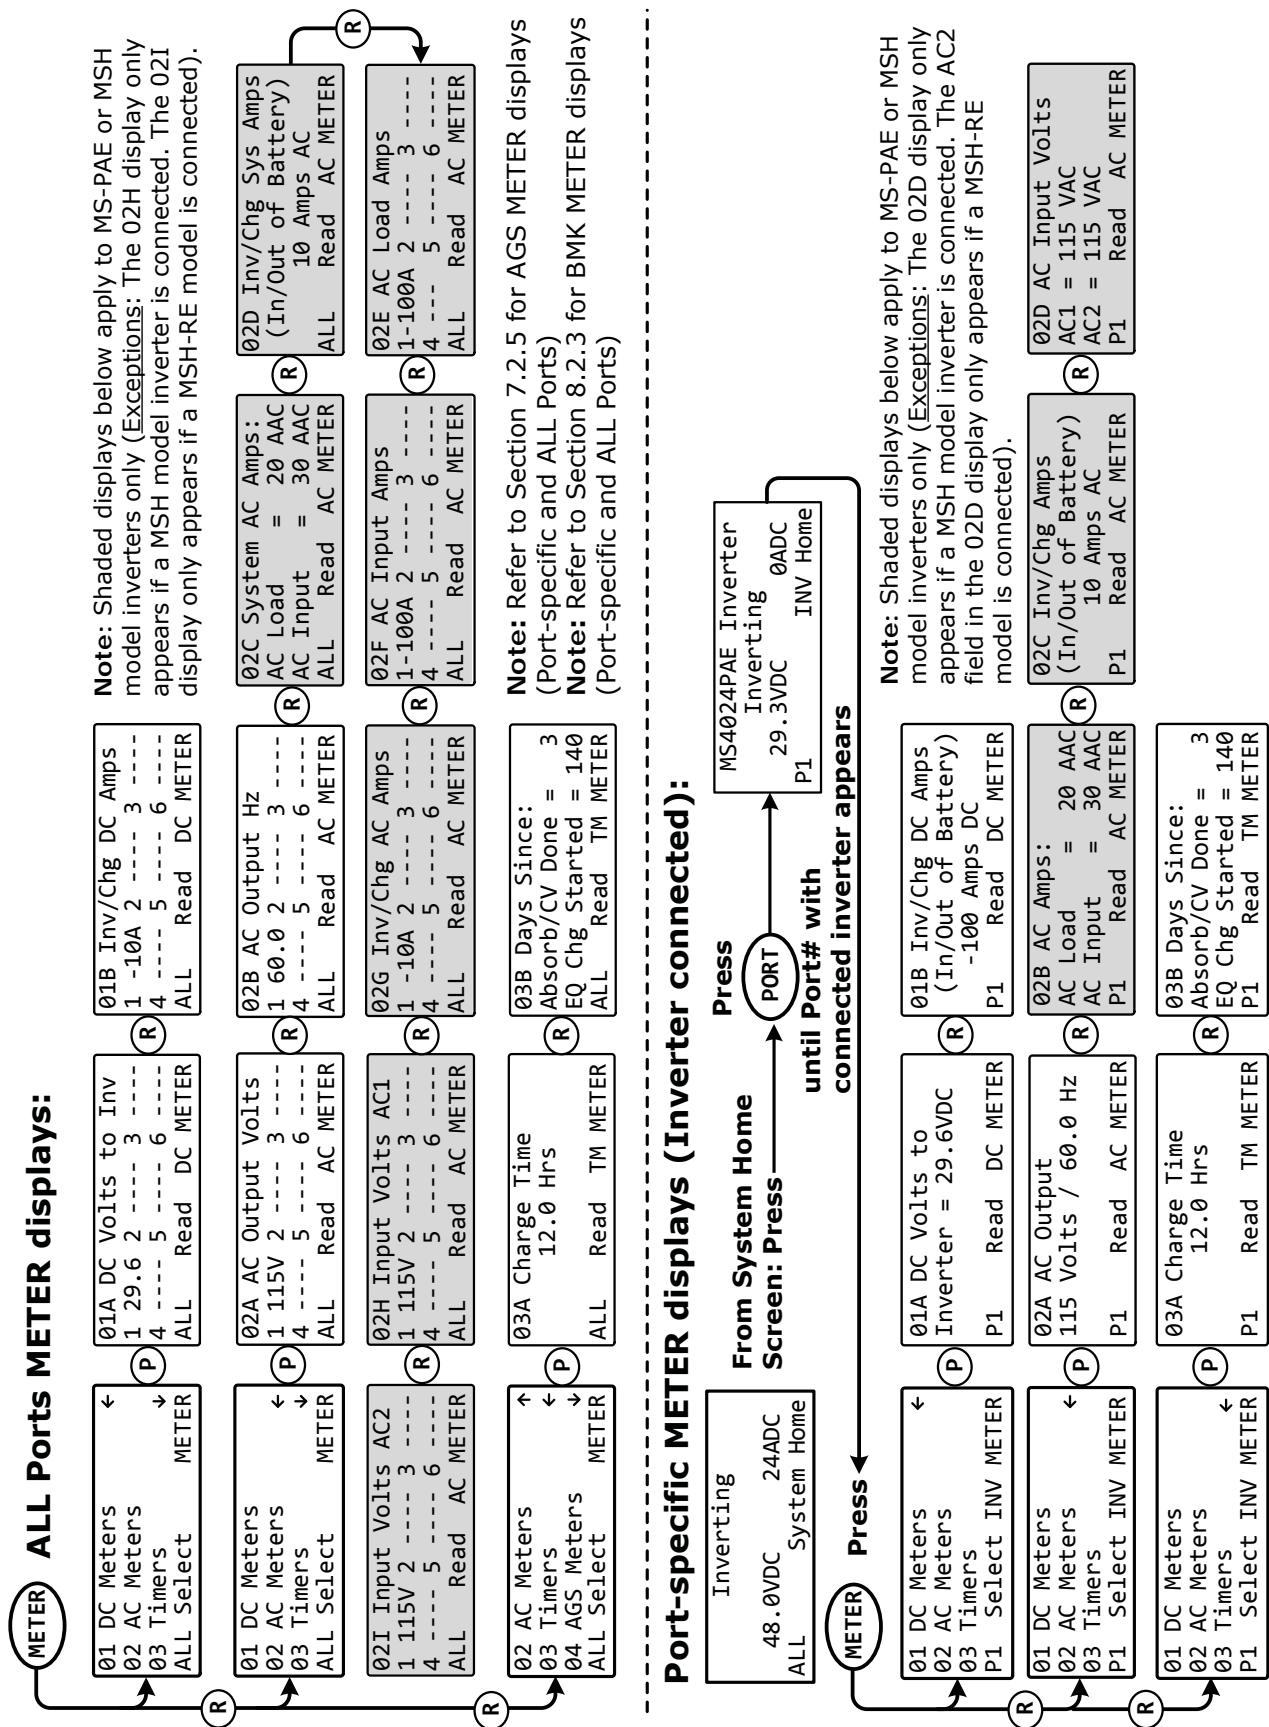 METER ALL Ports METER displays:
Note: Shaded displays below apply to MS-PAE or MSH
model inverters only (Exceptions: The 02H display only
appears if a MSH model inverter is connected. The 02I
display only appears if a MSH-RE model is connected).
01 DC Meters ←
02 AC Meters
03 Timers ↓
ALL Select METER
P
01A DC Volts to Inv
1 29.6 2 ---- 3 ----
4 ---- 5 ---- 6 ----
ALL Read DC METER
R
01B Inv/Chg DC Amps
1 -10A 2 ---- 3 ----
4 ---- 5 ---- 6 ----
ALL Read DC METER
R
01 DC Meters
02 AC Meters ←
03 Timers ↓
ALL Select METER
P
02A AC Output Volts
1 115V 2 ---- 3 ----
4 ---- 5 ---- 6 ----
ALL Read AC METER
R
02B AC Output Hz
1 60.0 2 ---- 3 ----
4 ---- 5 ---- 6 ----
ALL Read AC METER
R
02C System AC Amps:
AC Load = 20 AAC
AC Input = 30 AAC
ALL Read AC METER
R
02D Inv/Chg Sys Amps
(In/Out of Battery)
10 Amps AC
ALL Read AC METER
R
02I Input Volts AC2
1 115V 2 ---- 3 ----
4 ---- 5 ---- 6 ----
ALL Read AC METER
R
02H Input Volts AC1
1 115V 2 ---- 3 ----
4 ---- 5 ---- 6 ----
ALL Read AC METER
R
02G Inv/Chg AC Amps
1 -10A 2 ---- 3 ----
4 ---- 5 ---- 6 ----
ALL Read AC METER
R
02F AC Input Amps
1-100A 2 ---- 3 ----
4 ---- 5 ---- 6 ----
ALL Read AC METER
R
02E AC Load Amps
1-100A 2 ---- 3 ----
4 ---- 5 ---- 6 ----
ALL Read AC METER
R
02 AC Meters ↑
03 Timers ←
04 AGS Meters ↓
ALL Select METER
P
03A Charge Time
12.0 Hrs
ALL Read TM METER
R
03B Days Since:
Absorb/CV Done = 3
EQ Chg Started = 140
ALL Read TM METER
Note: Refer to Section 7.2.5 for AGS METER displays
(Port-specific and ALL Ports)
Note: Refer to Section 8.2.3 for BMK METER displays
(Port-specific and ALL Ports)
Port-specific METER displays (Inverter connected):
Inverting
48.0VDC 24ADC
ALL System Home
From System Home
Screen: Press
Press
PORT
until Port# with
connected inverter appears
MS4024PAE Inverter
Inverting
29.3VDC 0ADC
P1 INV Home
METER Press
Note: Shaded displays below apply to MS-PAE or MSH
model inverters only (Exceptions: The 02D display only
appears if a MSH model inverter is connected. The AC2
field in the 02D display only appears if a MSH-RE
model is connected).
01 DC Meters ←
02 AC Meters
03 Timers
P1 Select INV METER
P
01A DC Volts to
Inverter = 29.6VDC
P1 Read DC METER
R
01B Inv/Chg DC Amps
(In/Out of Battery)
-100 Amps DC
P1 Read DC METER
R
01 DC Meters
02 AC Meters ←
03 Timers
P1 Select INV METER
P
02A AC Output
115 Volts / 60.0 Hz
P1 Read AC METER
R
02B AC Amps:
AC Load = 20 AAC
AC Input = 30 AAC
P1 Read AC METER
R
02C Inv/Chg Amps
(In/Out of Battery)
10 Amps AC
P1 Read AC METER
R
02D AC Input Volts
AC1 = 115 VAC
AC2 = 115 VAC
P1 Read AC METER
R
01 DC Meters
02 AC Meters
03 Timers ←
P1 Select INV METER
P
03A Charge Time
12.0 Hrs
P1 Read TM METER
R
03B Days Since:
Absorb/CV Done = 3
EQ Chg Started = 140
P1 Read TM METER